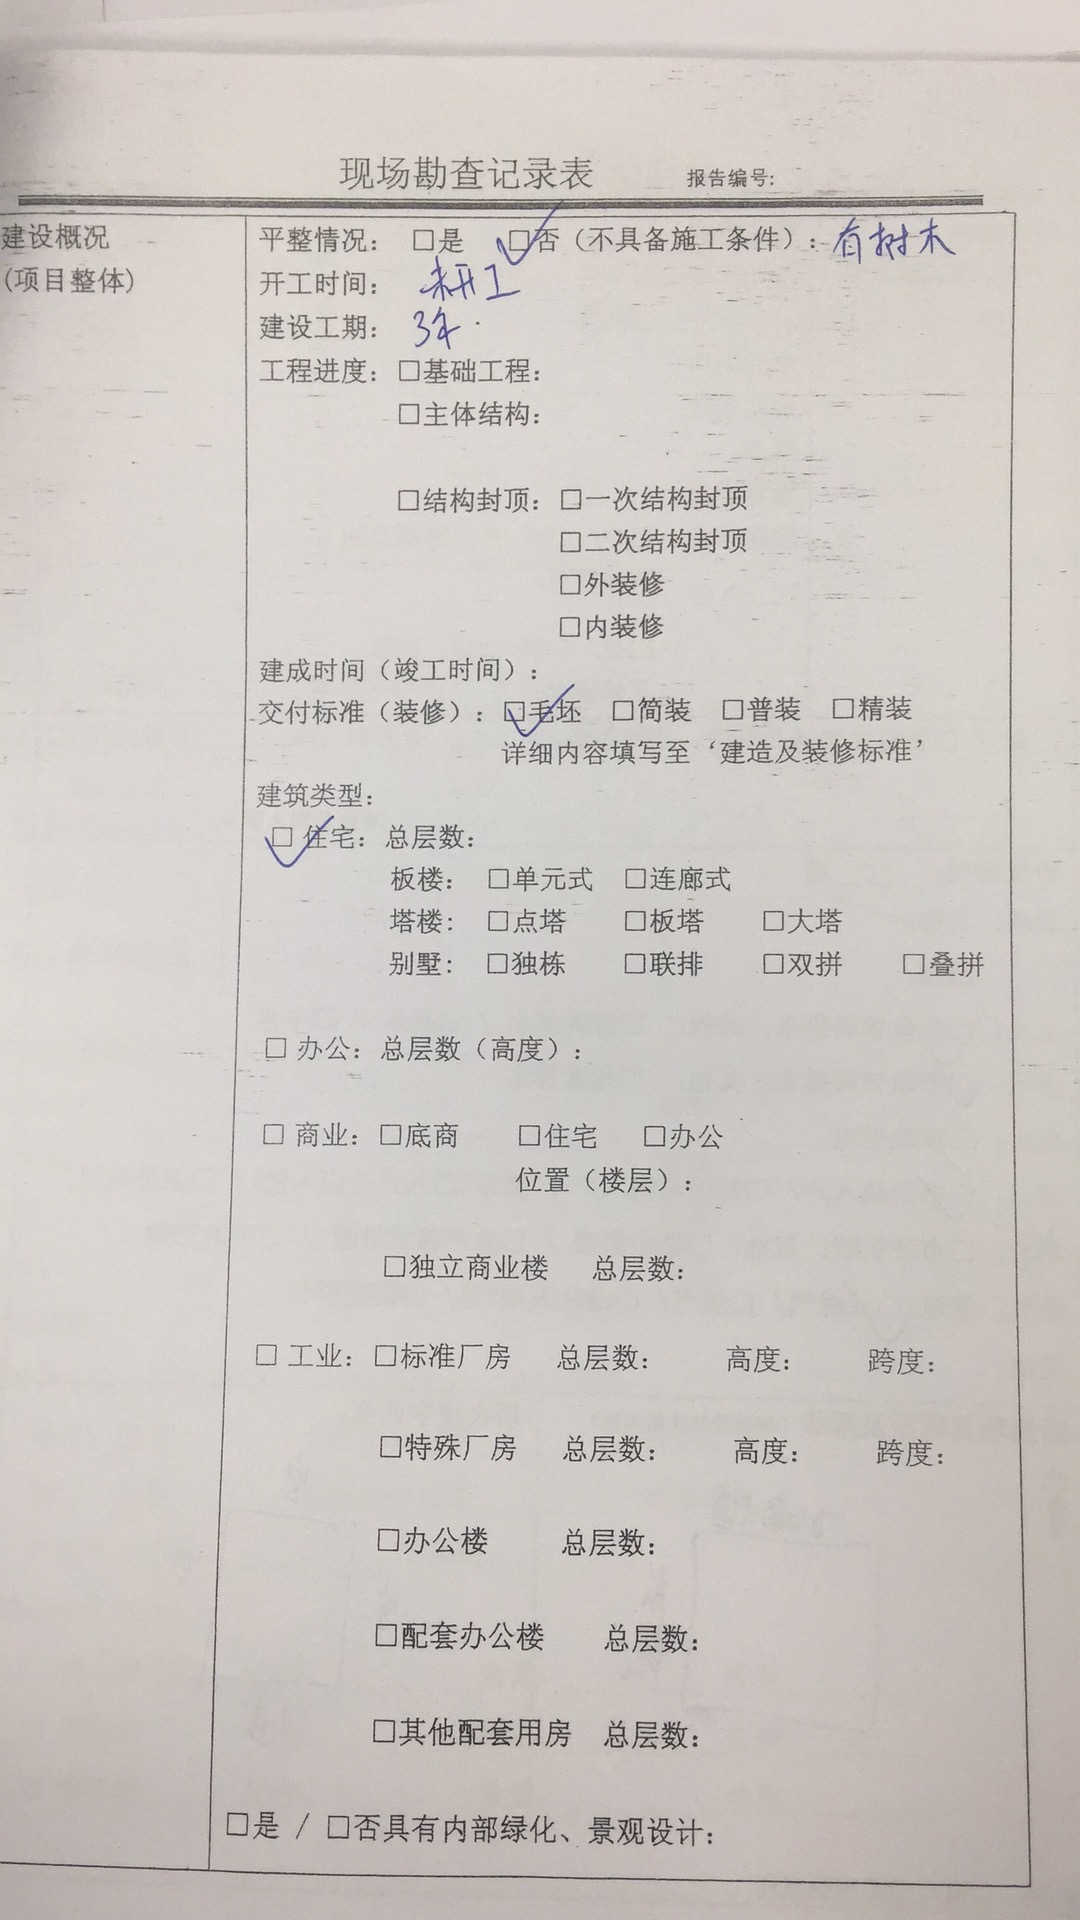 现场勘查记录表 报告编号:
建设概况
(项目整体)
平整情况: □是 ☑否(不具备施工条件): 有树木
开工时间: 未开工
建设工期: 3年.
工程进度: □基础工程:
□主体结构:
□结构封顶: □一次结构封顶
□二次结构封顶
□外装修
□内装修
建成时间(竣工时间):
交付标准(装修): ☑毛坯 □简装 □普装 □精装
详细内容填写至‘建造及装修标准’
建筑类型:
☑住宅: 总层数:
板楼: □单元式 □连廊式
塔楼: □点塔 □板塔 □大塔
别墅: □独栋 □联排 □双拼 □叠拼
□ 办公: 总层数(高度):
□ 商业: □底商 □住宅 □办公
位置(楼层):
□独立商业楼 总层数:
□ 工业: □标准厂房 总层数: 高度: 跨度:
□特殊厂房 总层数: 高度: 跨度:
□办公楼 总层数:
□配套办公楼 总层数:
□其他配套用房 总层数:
□是 / □否具有内部绿化、景观设计: